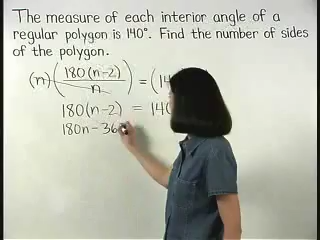 The measure of each interior angle of a
regular polygon is 140°. Find the number of sides
of the polygon.
(n)(180(n-2)/n) = (14
180(n-2) = 140
180n - 36